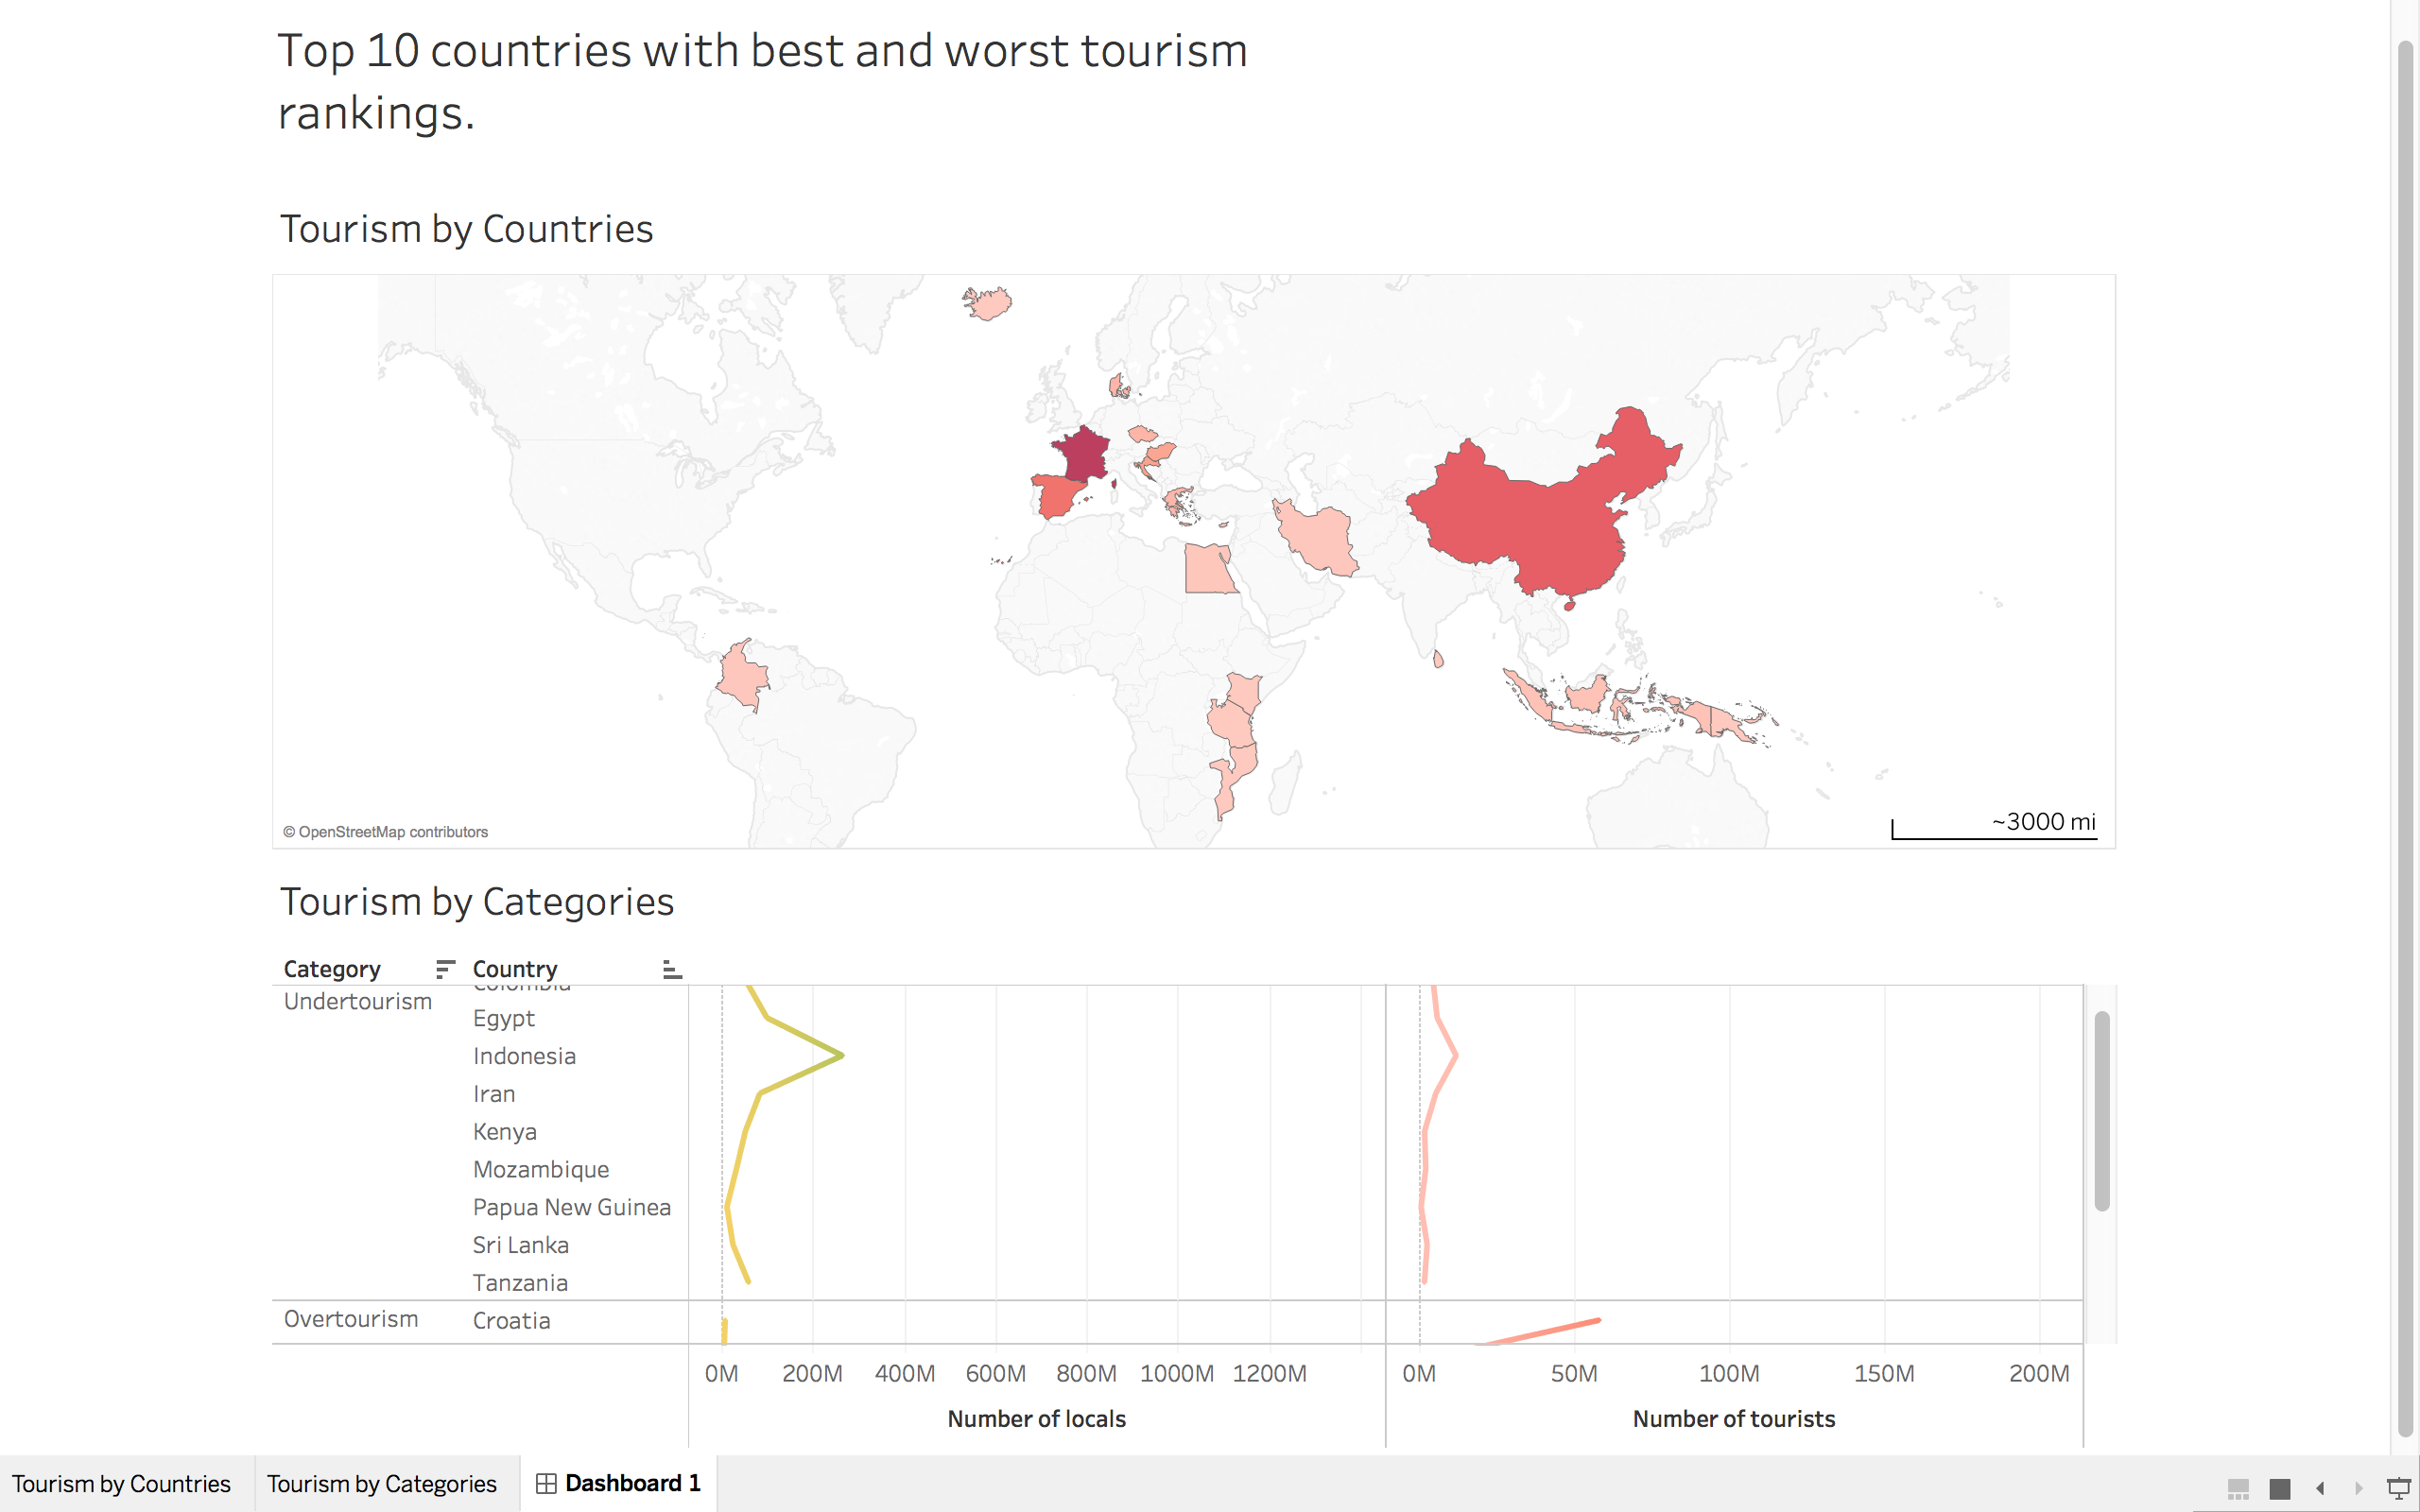 Top 10 countries with best and worst tourism
rankings.
Tourism by Countries
© OpenStreetMap contributors
~3000 mi
Tourism by Categories
Category Country
Undertourism Colombia
Egypt
Indonesia
Iran
Kenya
Mozambique
Papua New Guinea
Sri Lanka
Tanzania
Overtourism Croatia
0M 200M 400M 600M 800M 1000M 1200M 0M 50M 100M 150M 200M
Number of locals Number of tourists
Tourism by Countries Tourism by Categories Dashboard 1